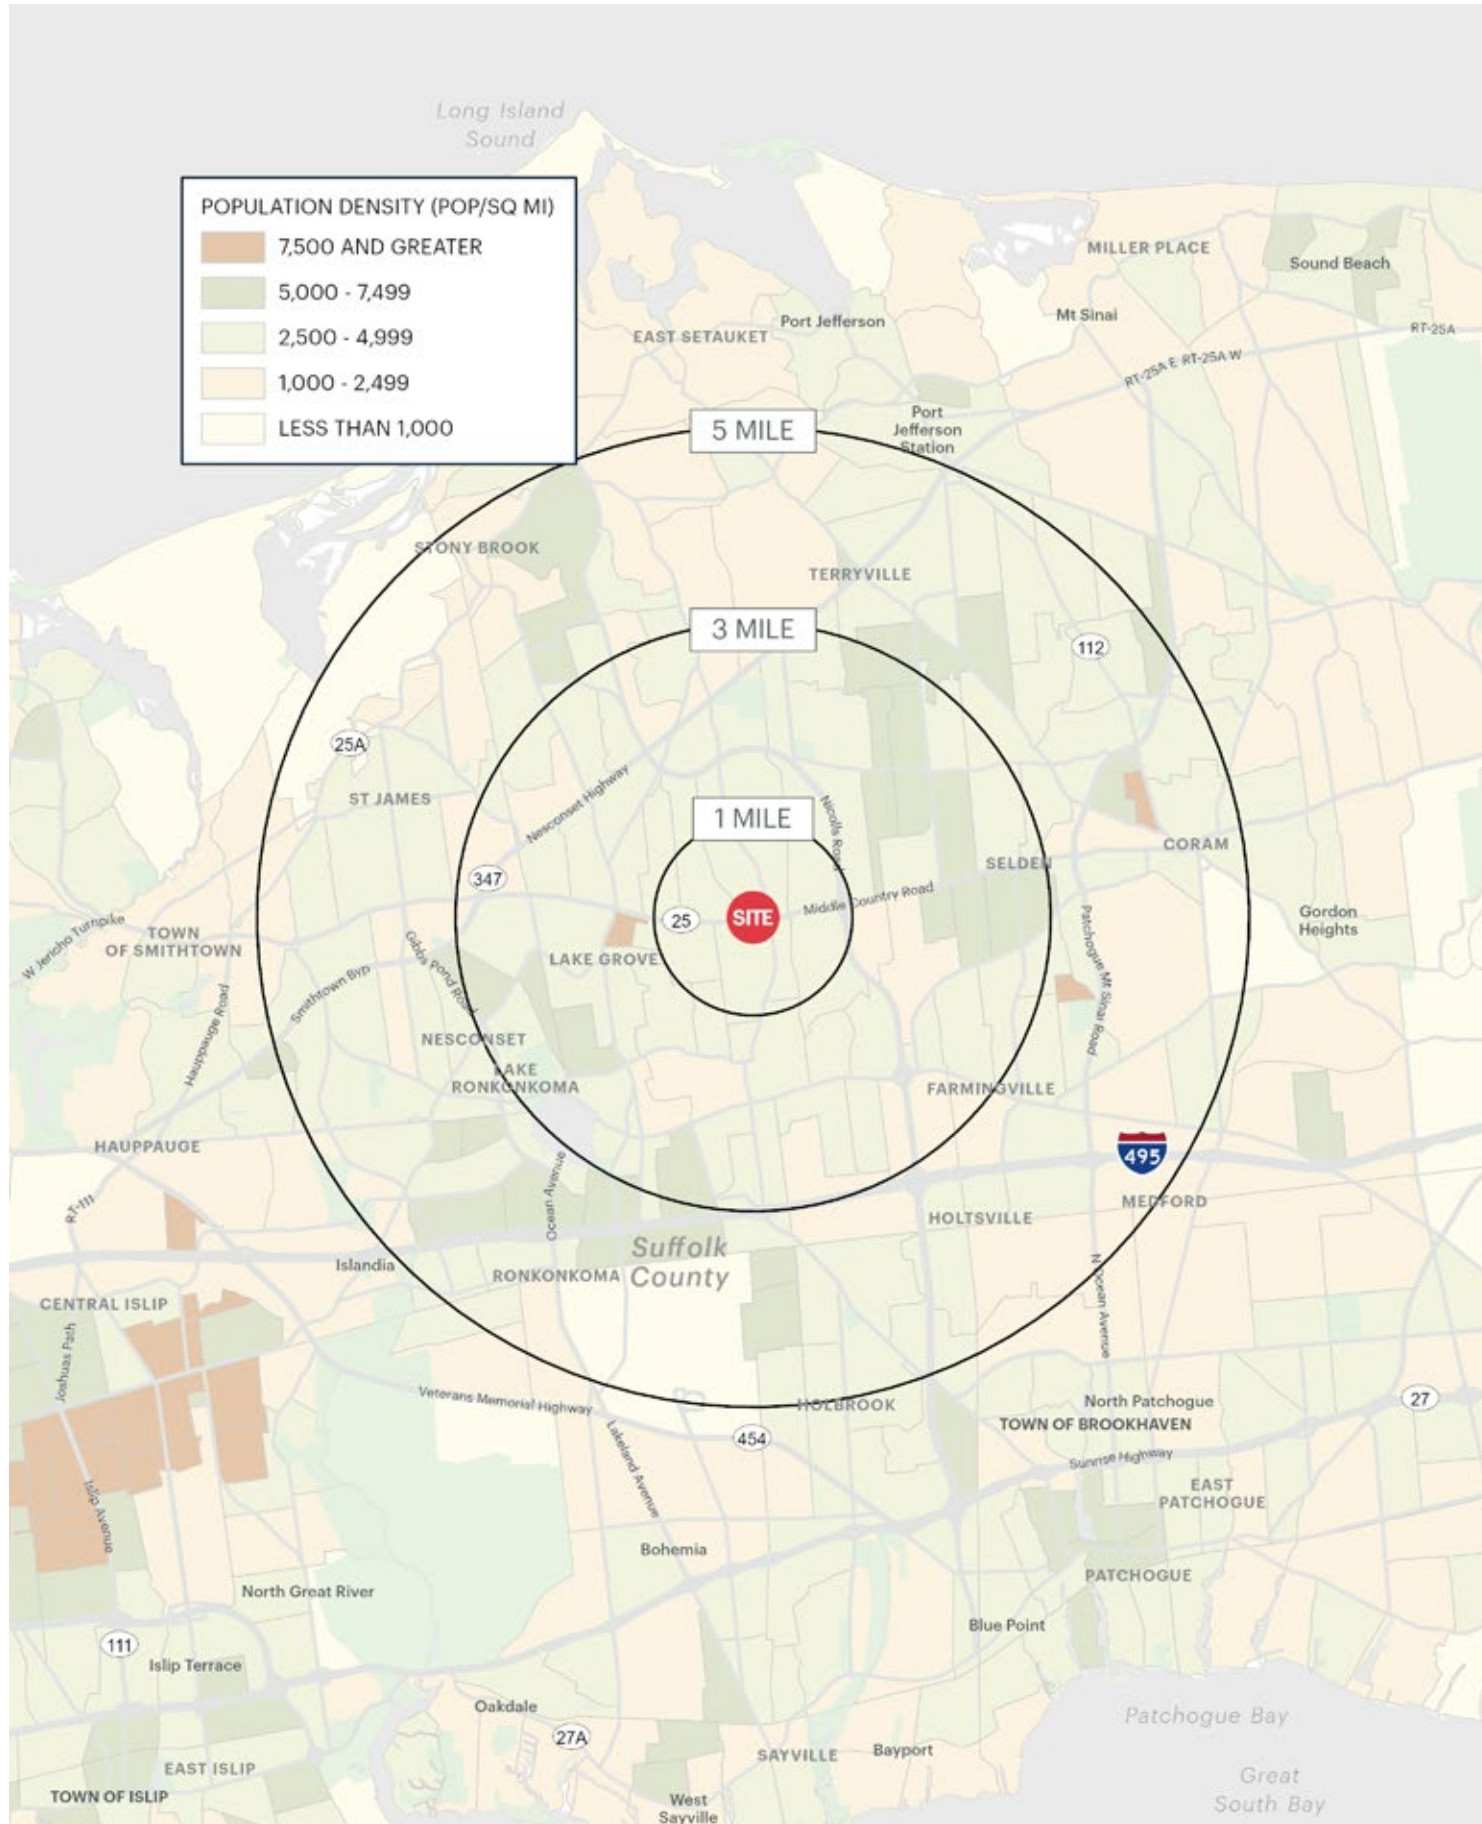 Long Island
Sound
POPULATION DENSITY (POP/SQ MI)
7,500 AND GREATER
5,000 - 7,499
2,500 - 4,999
1,000 - 2,499
LESS THAN 1,000
MILLER PLACE
Sound Beach
Port Jefferson
Mt Sinai
EAST SETAUKET
RT-25A
RT-25A E RT-25A W
Port
Jefferson
Station
5 MILE
STONY BROOK
TERRYVILLE
3 MILE
112
25A
ST JAMES
Nesconset Highway
1 MILE
Nicolls Road
CORAM
SELDEN
347
Middle Country Road
SITE
25
Gordon
Heights
W Jericho Turnpike
TOWN
OF SMITHTOWN
LAKE GROVE
Gibbs Pond Road
Smithtown Byp
Patchogue Mt Sinai Road
Hauppauge Road
NESCONSET
LAKE
RONKONKOMA
FARMINGVILLE
HAUPPAUGE
495
RT-111
Ocean Avenue
MEDFORD
HOLTSVILLE
Suffolk
County
Islandia
RONKONKOMA
CENTRAL ISLIP
N Ocean Avenue
Joshuas Path
Veterans Memorial Highway
HOLBROOK
North Patchogue
27
TOWN OF BROOKHAVEN
454
Lakeland Avenue
Sunrise Highway
EAST
PATCHOGUE
Islip Avenue
Bohemia
PATCHOGUE
North Great River
Blue Point
111
Islip Terrace
Oakdale
Patchogue Bay
27A
SAYVILLE
Bayport
EAST ISLIP
TOWN OF ISLIP
West
Sayville
Great
South Bay